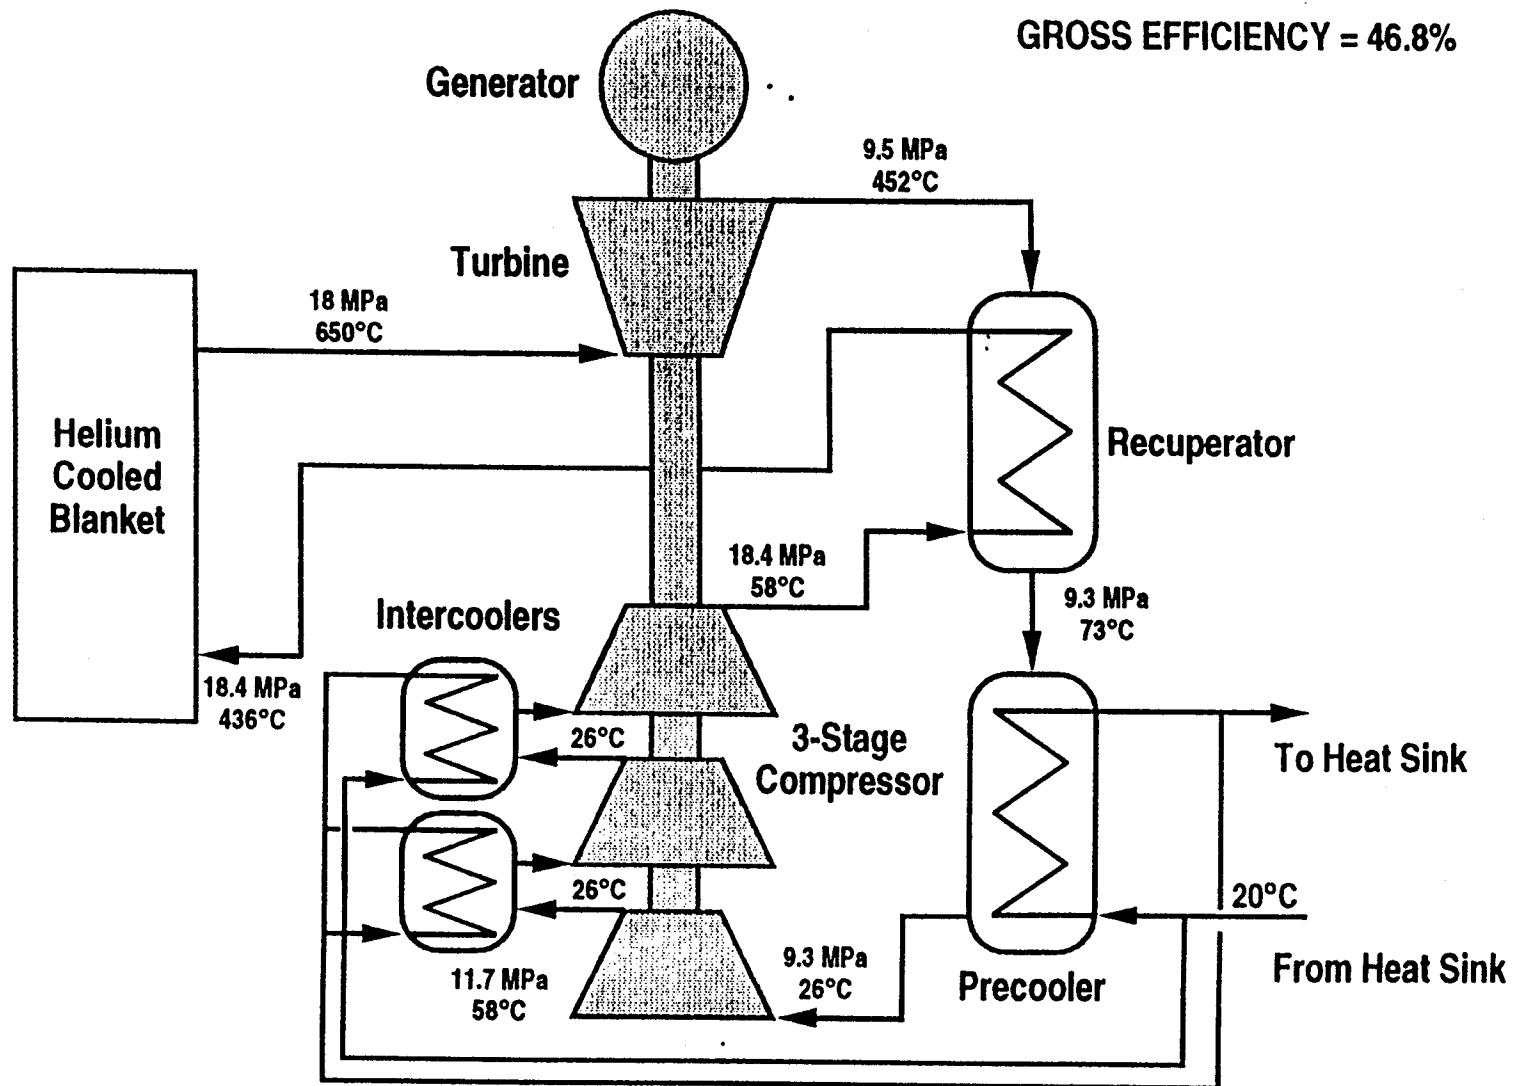 GROSS EFFICIENCY = 46.8%
Generator
9.5 MPa
452°C
Turbine
18 MPa
650°C
Helium
Cooled
Blanket
Recuperator
18.4 MPa
58°C
9.3 MPa
73°C
Intercoolers
18.4 MPa
436°C
26°C
3-Stage
Compressor
To Heat Sink
26°C
20°C
9.3 MPa
26°C
From Heat Sink
Precooler
11.7 MPa
58°C